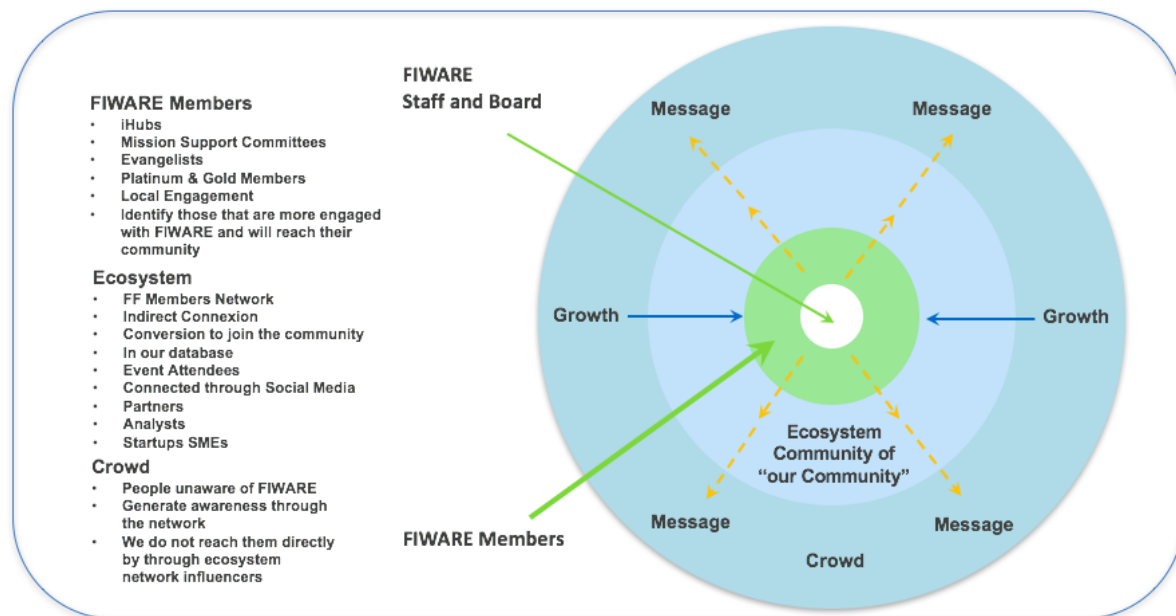 FIWARE Members
• iHubs
• Mission Support Committees
• Evangelists
• Platinum & Gold Members
• Local Engagement
• Identify those that are more engaged
with FIWARE and will reach their
community
Ecosystem
• FF Members Network
• Indirect Connexion
• Conversion to join the community
• In our database
• Event Attendees
• Connected through Social Media
• Partners
• Analysts
• Startups SMEs
Crowd
• People unaware of FIWARE
• Generate awareness through
the network
• We do not reach them directly
by through ecosystem
network influencers
FIWARE
Staff and Board
FIWARE Members
Message
Message
Growth
Growth
Ecosystem
Community of
“our Community”
Message
Message
Crowd